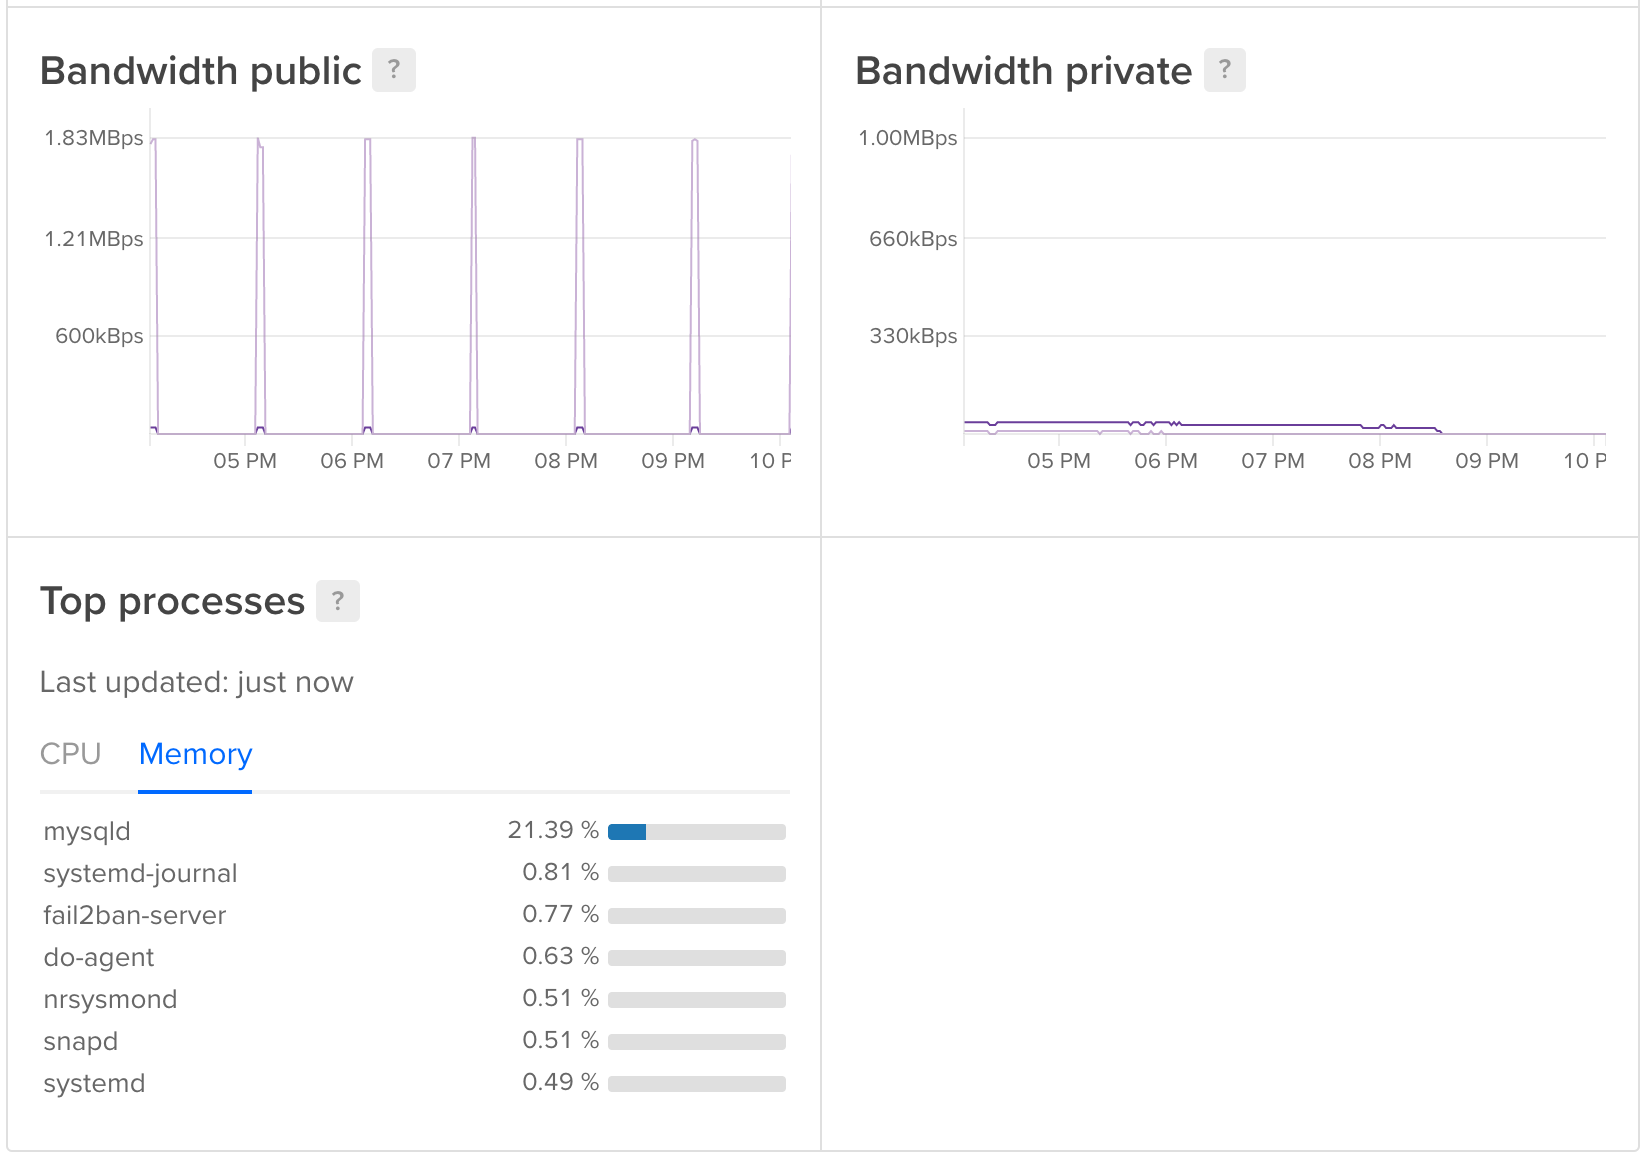 Bandwidth public ?
1.83MBps
1.21MBps
600kBps
05 PM 06 PM 07 PM 08 PM 09 PM 10 P
Bandwidth private ?
1.00MBps
660kBps
330kBps
05 PM 06 PM 07 PM 08 PM 09 PM 10 P
Top processes ?
Last updated: just now
CPU Memory
mysqld 21.39 %
systemd-journal 0.81 %
fail2ban-server 0.77 %
do-agent 0.63 %
nrsysmond 0.51 %
snapd 0.51 %
systemd 0.49 %